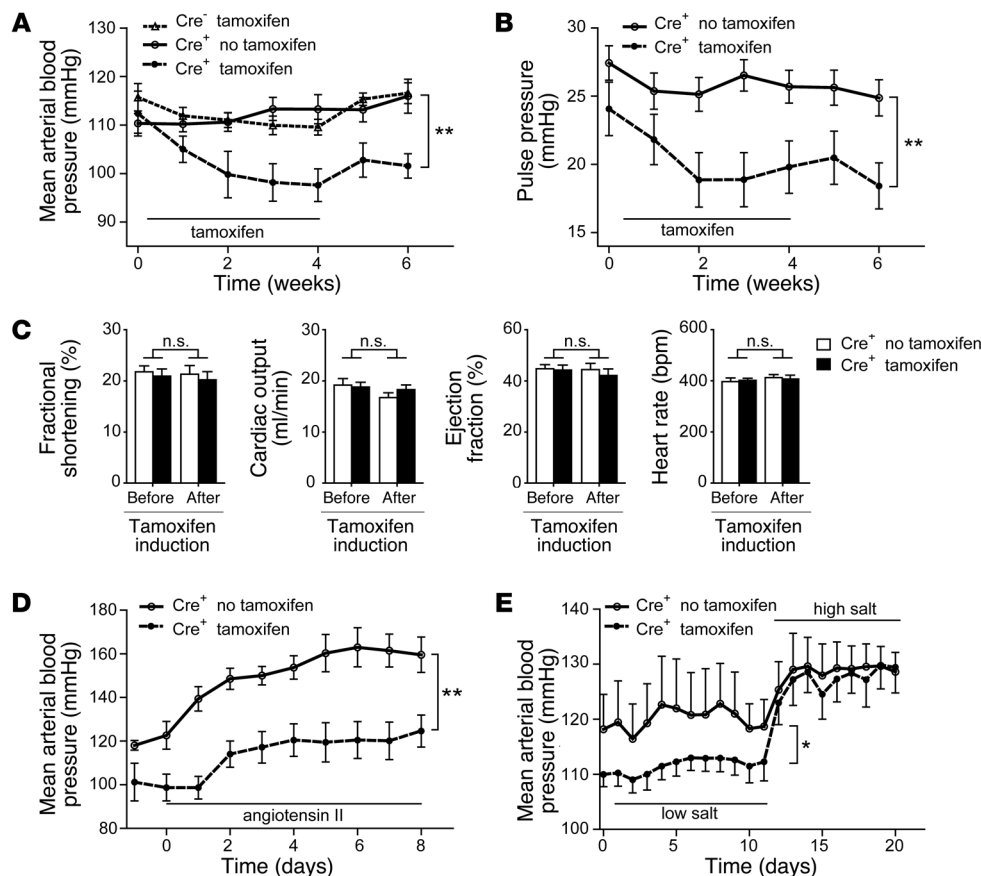 A
Cre⁻ tamoxifen
Cre⁺ no tamoxifen
Cre⁺ tamoxifen
Mean arterial blood
pressure (mmHg)
120
110
100
90
**
tamoxifen
0 2 4 6
Time (weeks)
B
Cre⁺ no tamoxifen
Cre⁺ tamoxifen
Pulse pressure
(mmHg)
30
25
20
15
**
tamoxifen
0 2 4 6
Time (weeks)
C
Fractional
shortening (%)
30
20
10
0
n.s.
Before After
Tamoxifen
induction
Cardiac output
(ml/min)
30
20
10
0
n.s.
Before After
Tamoxifen
induction
Ejection
fraction (%)
60
40
20
0
n.s.
Before After
Tamoxifen
induction
Heart rate (bpm)
600
400
200
0
n.s.
Before After
Tamoxifen
induction
Cre⁺ no tamoxifen
Cre⁺ tamoxifen
D
Cre⁺ no tamoxifen
Cre⁺ tamoxifen
Mean arterial blood
pressure (mmHg)
180
160
140
120
100
80
**
angiotensin II
0 2 4 6 8
Time (days)
E
Cre⁺ no tamoxifen
Cre⁺ tamoxifen
high salt
Mean arterial blood
pressure (mmHg)
140
130
120
110
100
*
low salt
0 5 10 15 20
Time (days)